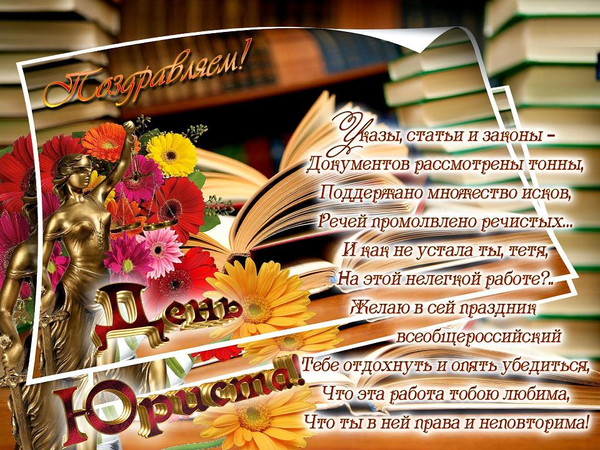 Поздравляем!
Указы, статьи и законы –
Документов рассмотрены тонны,
Поддержано множество исков,
Речей промолвлено речистых...
И как не устала ты, тетя,
На этой нелегкой работе?..
Желаю в сей праздник
всеобщероссийский
Тебе отдохнуть и опять убедиться,
Что эта работа тобою любима,
Что ты в ней права и неповторима!
День
Юриста!